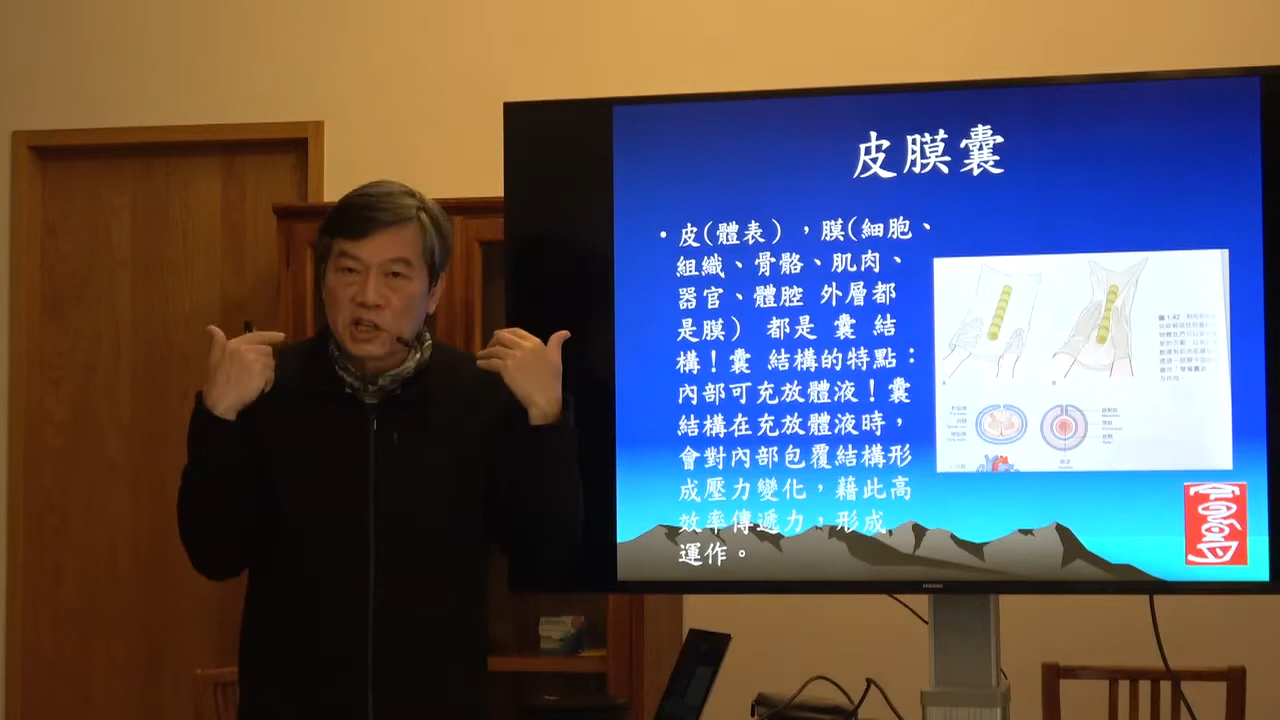 皮膜囊
• 皮(體表),膜(細胞、
組織、骨骼、肌肉、
器官、體腔 外層都
是膜) 都是 囊 結
構!囊 結構的特點:
內部可充放體液!囊
結構在充放體液時,
會對內部包覆結構形
成壓力變化,藉此高
效率傳遞力,形成
運作。
圖 1.42
A
B
SAMSUNG